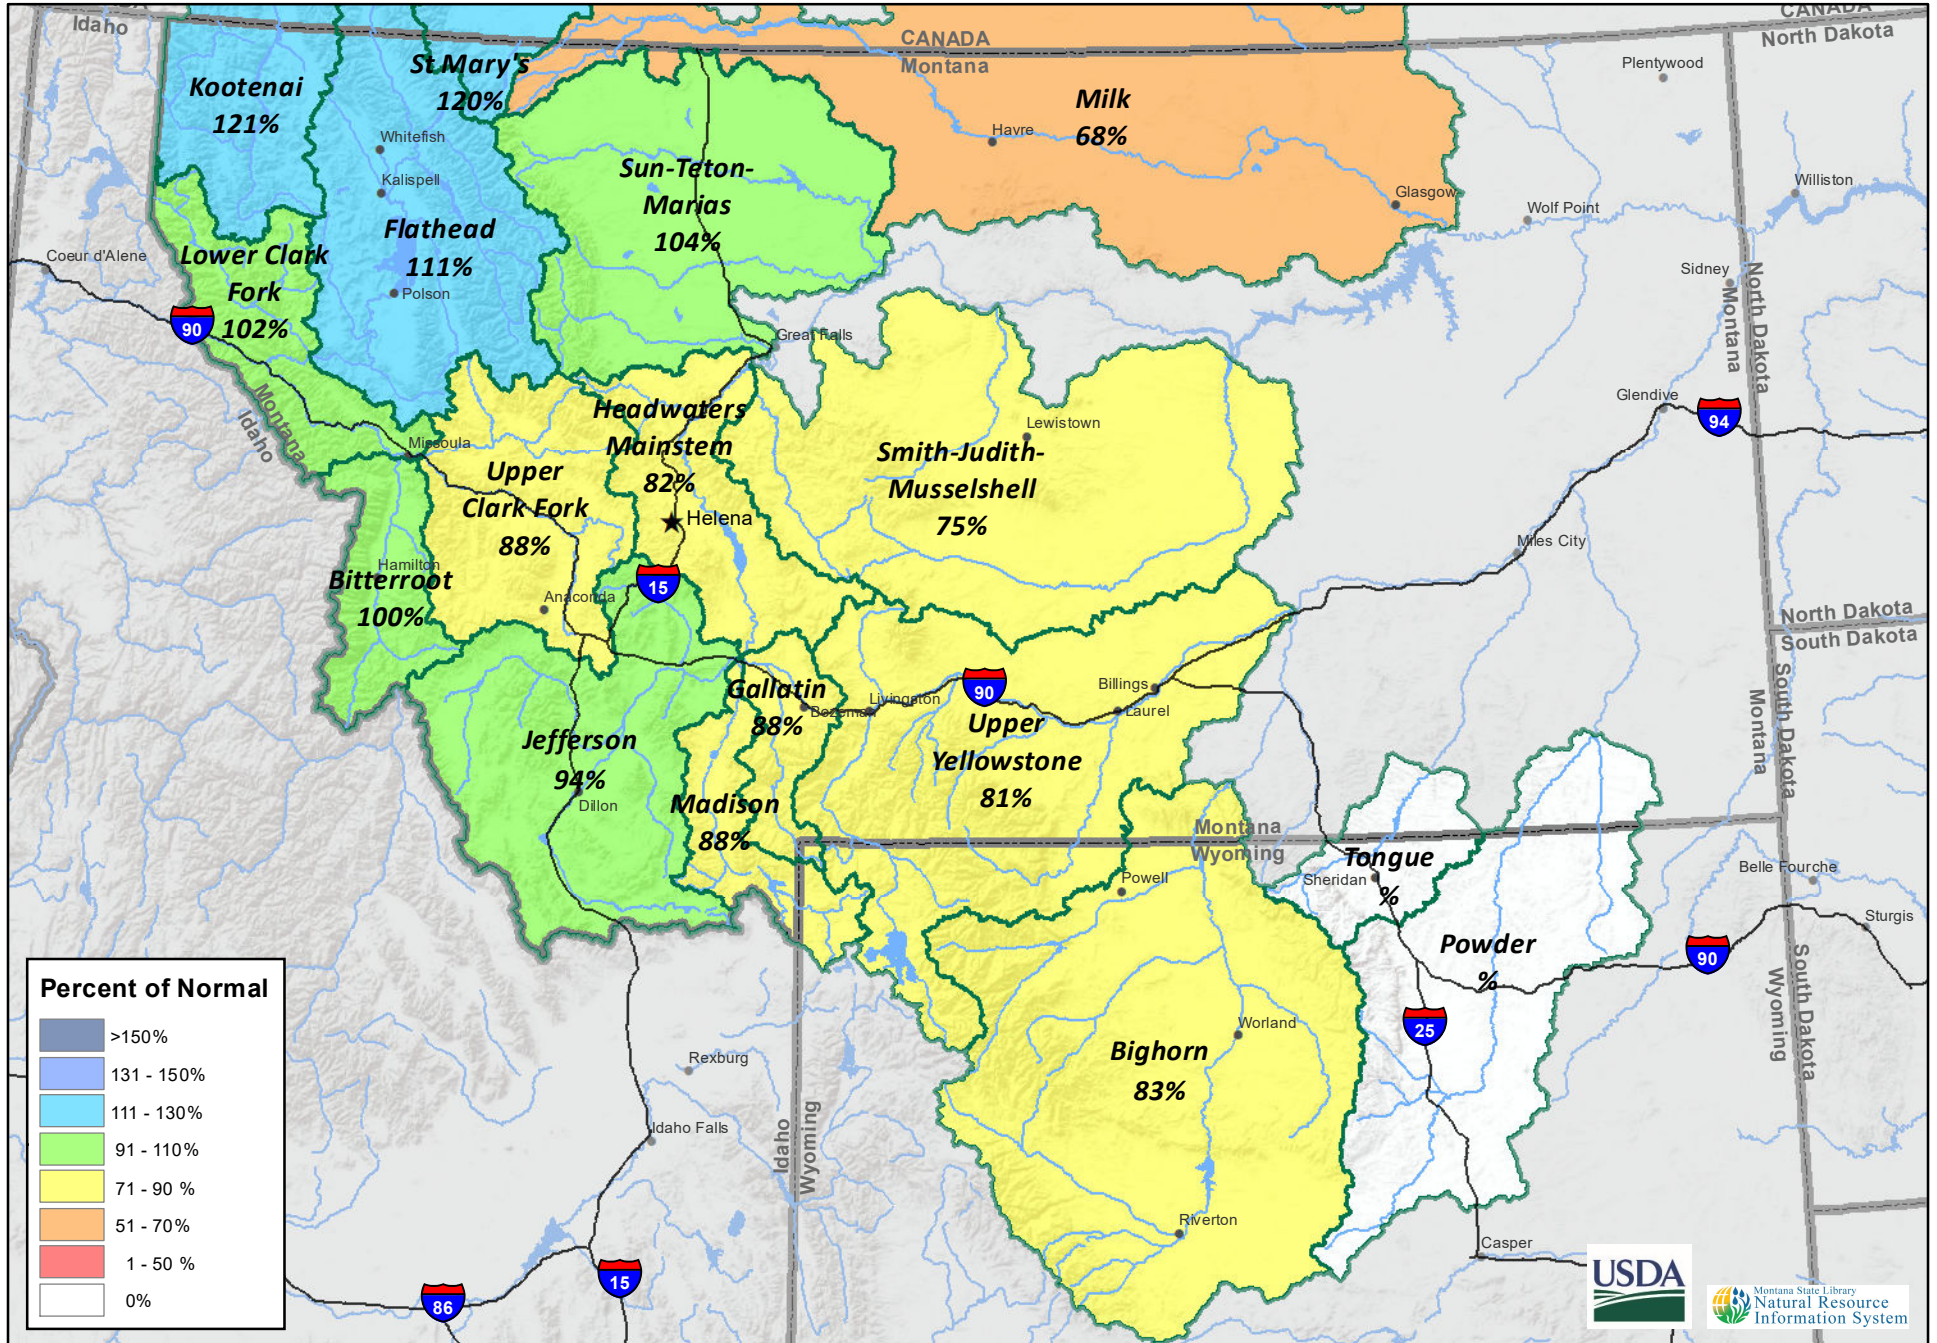 Idaho
CANADA
Montana
CANADA
North Dakota
Kootenai
121%
St Mary's
120%
Milk
68%
Plentywood
Whitefish
Havre
Kalispell
Sun-Teton-
Marias
104%
Glasgow
Williston
Wolf Point
Flathead
111%
Coeur d'Alene
Lower Clark
Fork
102%
Polson
Sidney
Montana
North Dakota
90
Great Falls
Montana
Idaho
Headwaters
Mainstem
82%
Glendive
94
Lewistown
Missoula
Upper
Clark Fork
88%
Smith-Judith-
Musselshell
75%
Helena
Miles City
Hamilton
Bitterroot
100%
15
Anaconda
North Dakota
South Dakota
Gallatin
88%
Bozeman
Livingston
90
Billings
Laurel
Upper
Yellowstone
81%
Montana
South Dakota
Jefferson
94%
Dillon
Madison
88%
Montana
Wyoming
Tongue
%
Sheridan
Powell
Belle Fourche
Sturgis
Powder
%
90
Wyoming
South Dakota
25
Worland
Bighorn
83%
Rexburg
Idaho Falls
Idaho
Wyoming
Riverton
Casper
15
86
Percent of Normal
>150%
131 - 150%
111 - 130%
91 - 110%
71 - 90 %
51 - 70%
1 - 50 %
0%
USDA
Montana State Library
Natural Resource
Information System